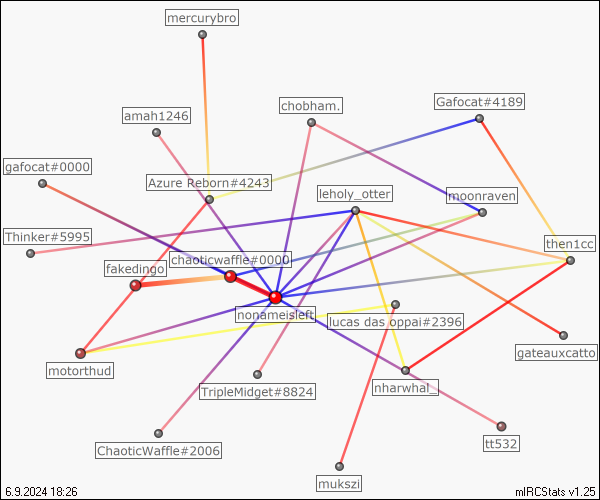 mercurybro
chobham.
Gafocat#4189
amah1246
gafocat#0000
Azure Reborn#4243
leholy_otter
moonraven
Thinker#5995
then1cc
chaoticwaffle#0000
fakedingo
nonameisleft
lucas das oppai#2396
gateauxcatto
motorthud
TripleMidget#8824
nharwhal_
ChaoticWaffle#2006
tt532
mukszi
6.9.2024 18:26
mIRCStats v1.25